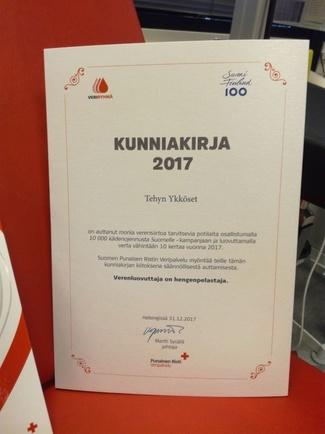 VERIRYHMÄ
Suomi
Finland
100
KUNNIAKIRJA
2017
Tehyn Ykköset
on auttanut monia verensiirtoa tarvitsevia potilaita osallistumalla
10 000 kädenojennusta Suomelle -kampanjaan ja luovuttamalla
verta vähintään 10 kertaa vuonna 2017.
Suomen Punaisen Ristin Veripalvelu myöntää teille tämän
kunniakirjan kiitoksena säännöllisestä auttamisesta.
Verenluovuttaja on hengenpelastaja.
Helsingissä 31.12.2017
Martti Syrjälä
johtaja
Punainen Risti
Veripalvelu